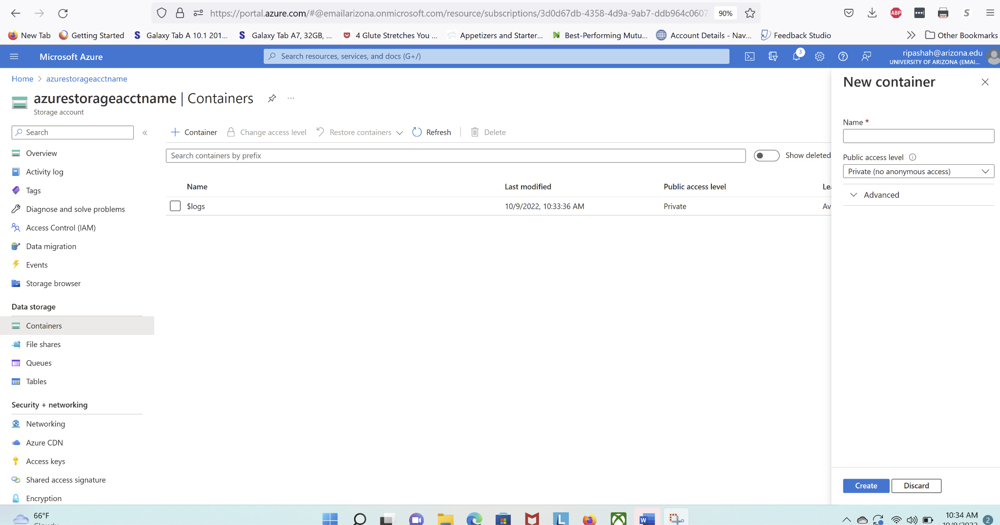 https://portal.azure.com/#@emailarizona.onmicrosoft.com/resource/subscriptions/3d0d67db-4358-4d9a-9ab7-ddb964c0607
90%
ABP
PDF
S
New Tab
Getting Started
S Galaxy Tab A 10.1 201...
S Galaxy Tab A7, 32GB, ...
4 Glute Stretches You ...
Appetizers and Starter...
N Best-Performing Mutu...
Account Details - Nav...
Feedback Studio
Other Bookmarks
Microsoft Azure
Search resources, services, and docs (G+/)
3
ripashah@arizona.edu
UNIVERSITY OF ARIZONA (EMAI...
Home > azurestorageacctname
azurestorageacctname | Containers
...
Storage account
Search
«
Overview
Activity log
Tags
Diagnose and solve problems
Access Control (IAM)
Data migration
Events
Storage browser
Data storage
Containers
File shares
Queues
Tables
Security + networking
Networking
Azure CDN
Access keys
Shared access signature
Encryption
+ Container
Change access level
Restore containers
Refresh
Delete
Search containers by prefix
Show deleted
Name Last modified Public access level Lea
$logs 10/9/2022, 10:33:36 AM Private Av
New container
Name *
Public access level
Private (no anonymous access)
Advanced
Create
Discard
66°F
Cloudy
L
W
10:34 AM
10/9/2022
2